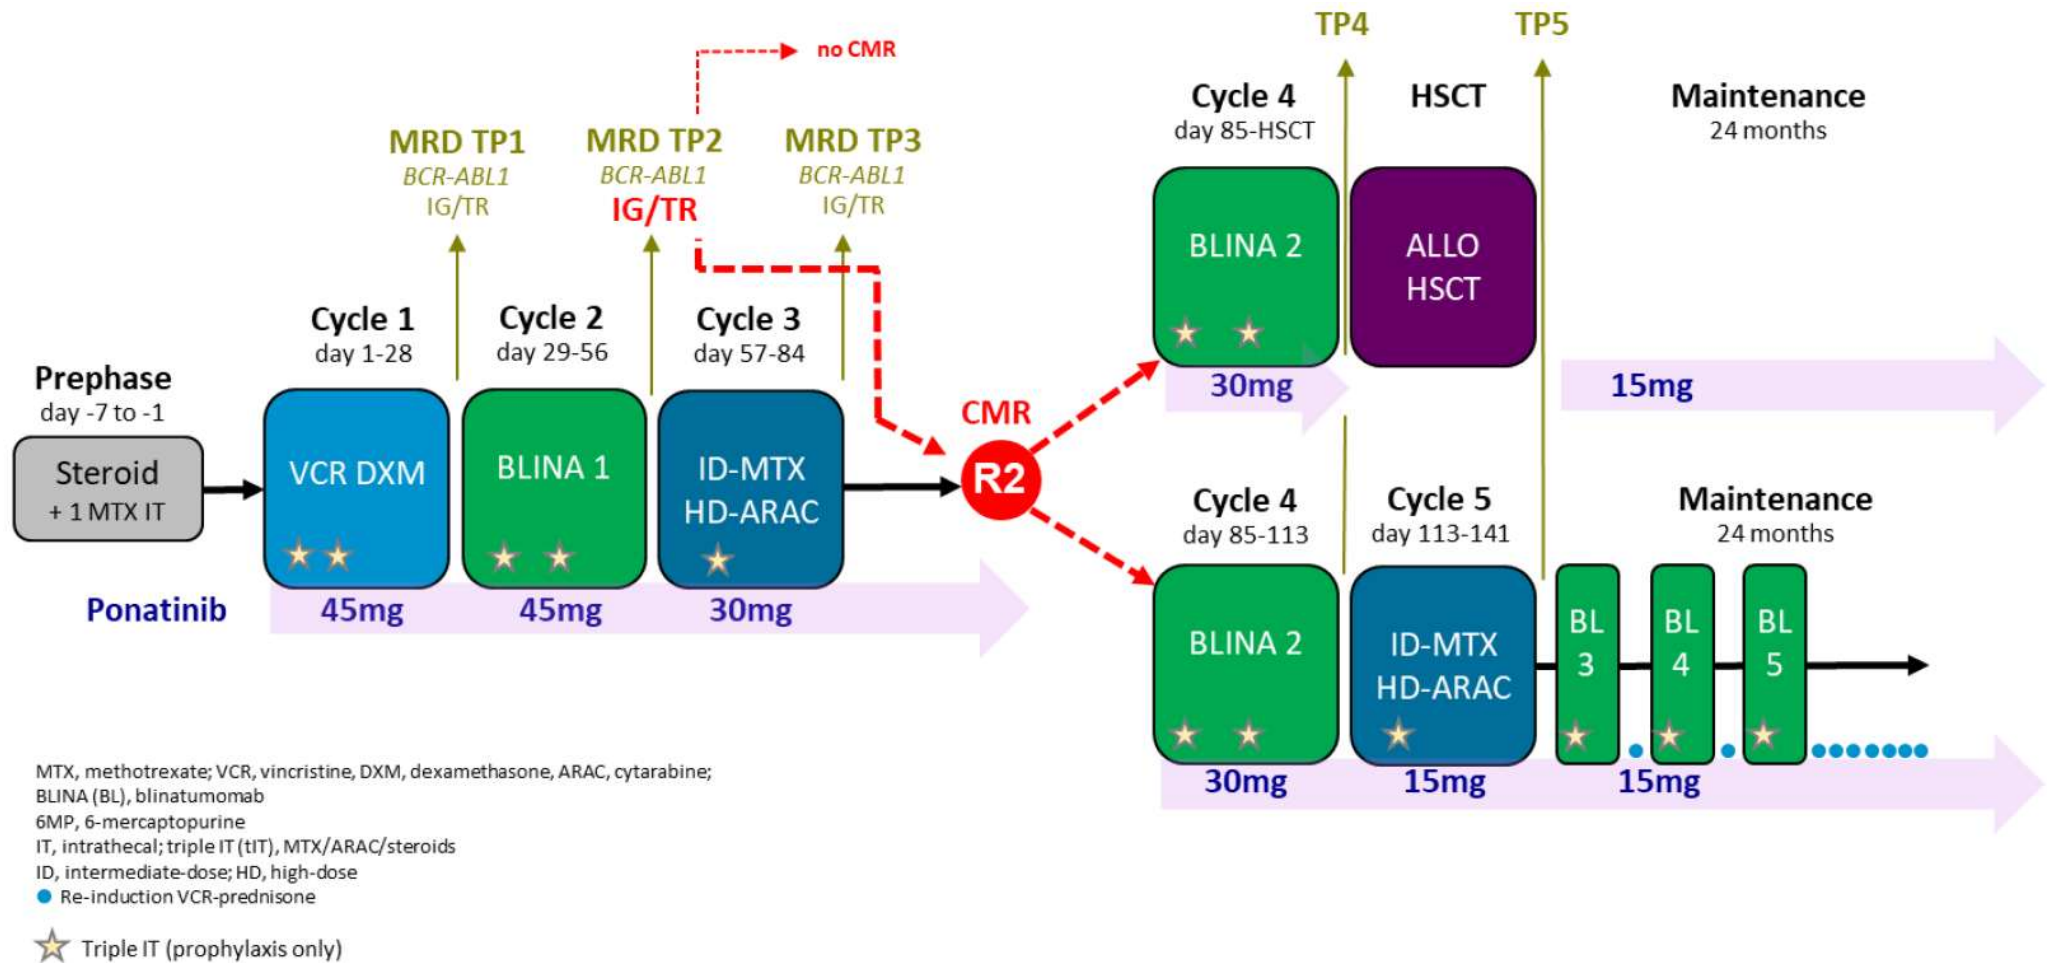 TP4
TP5
no CMR
Cycle 4
day 85-HSCT
HSCT
Maintenance
24 months
MRD TP1
BCR-ABL1
IG/TR
MRD TP2
BCR-ABL1
IG/TR
MRD TP3
BCR-ABL1
IG/TR
BLINA 2
ALLO
HSCT
30mg
15mg
Prephase
day -7 to -1
Steroid
+ 1 MTX IT
Cycle 1
day 1-28
VCR DXM
Cycle 2
day 29-56
BLINA 1
Cycle 3
day 57-84
ID-MTX
HD-ARAC
CMR
R2
Ponatinib
45mg
45mg
30mg
Cycle 4
day 85-113
BLINA 2
Cycle 5
day 113-141
ID-MTX
HD-ARAC
Maintenance
24 months
BL
3
BL
4
BL
5
30mg
15mg
15mg
MTX, methotrexate; VCR, vincristine, DXM, dexamethasone, ARAC, cytarabine;
BLINA (BL), blinatumomab
6MP, 6-mercaptopurine
IT, intrathecal; triple IT (tIT), MTX/ARAC/steroids
ID, intermediate-dose; HD, high-dose
Re-induction VCR-prednisone
Triple IT (prophylaxis only)